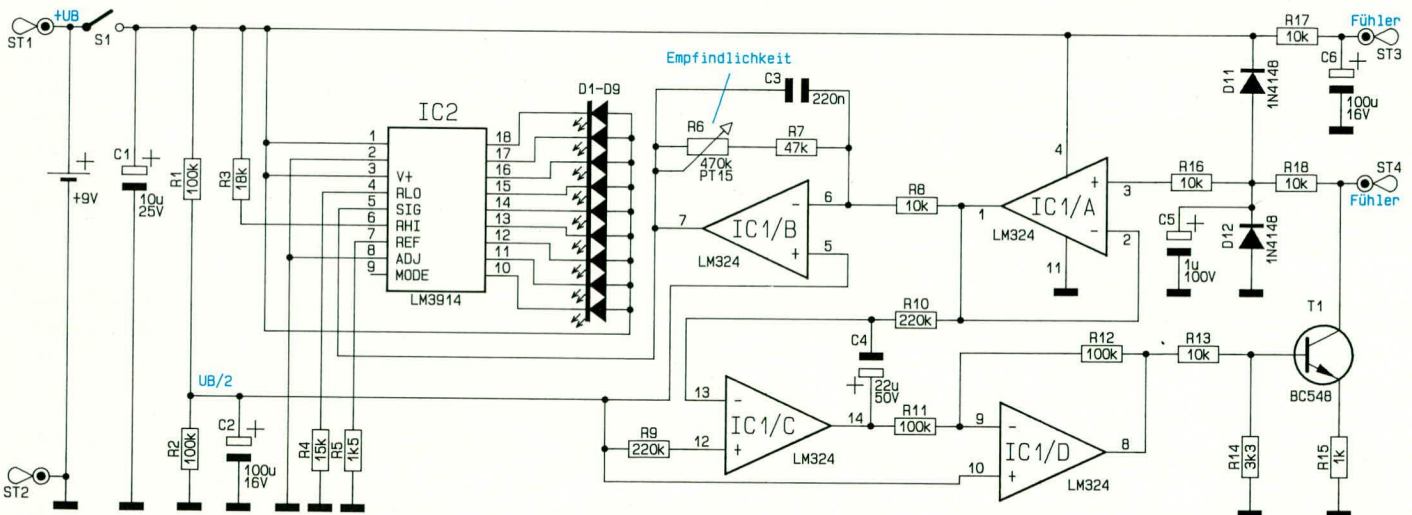 +UB
ST1
S1
ST2
+
+9V
C1
+
10u
25V
R1
100k
R3
18k
R2
100k
UB/2
C2
+
100u
16V
R4
15k
R5
1k5
IC2
1
2
3
4
5
6
7
8
9
V+
RLO
SIG
RHI
REF
ADJ
MODE
18
17
16
15
14
13
12
11
10
LM3914
D1-D9
Empfindlichkeit
C3
220n
R6
470k
PT15
R7
47k
7
IC1/B
-
+
6
5
LM324
R8
10k
1
IC1/A
+
-
3
2
4
11
LM324
R16
10k
R18
10k
R17
10k
Fühler
ST3
C6
+
100u
16V
D11
1N4148
D12
1N4148
C5
+
1u
100V
ST4
Fühler
R10
220k
C4
+
22u
50V
13
12
-
+
IC1/C
14
LM324
R9
220k
R11
100k
R12
100k
9
10
-
+
IC1/D
8
LM324
R13
10k
R14
3k3
T1
BC548
R15
1k